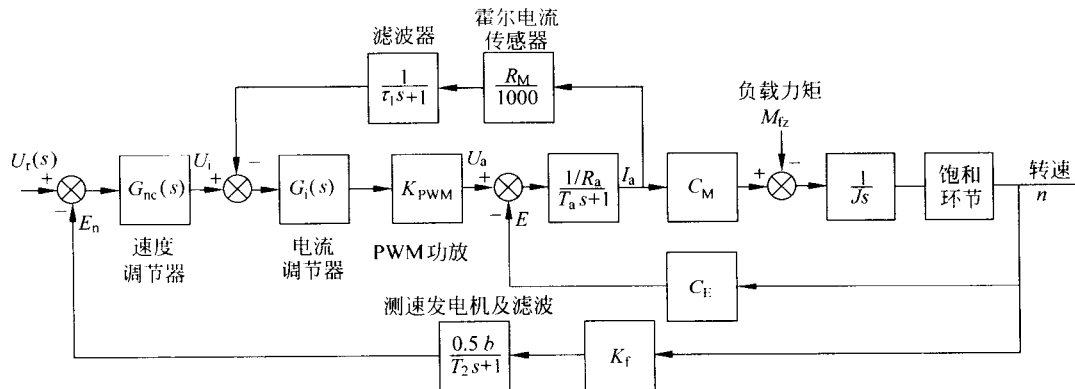 霍尔电流
传感器
滤波器
1
τ₁s+1
R_M
1000
负载力矩
M_fz
U_r(s)
+
−
E_n
G_nc(s)
速度
调节器
U_i
+
−
G_i(s)
电流
调节器
K_PWM
PWM功放
U_a
+
−
E
1/R_a
T_a s+1
I_a
C_M
+
−
1
Js
饱和
环节
转速
n
C_E
测速发电机及滤波
0.5 b
T_2 s+1
K_f